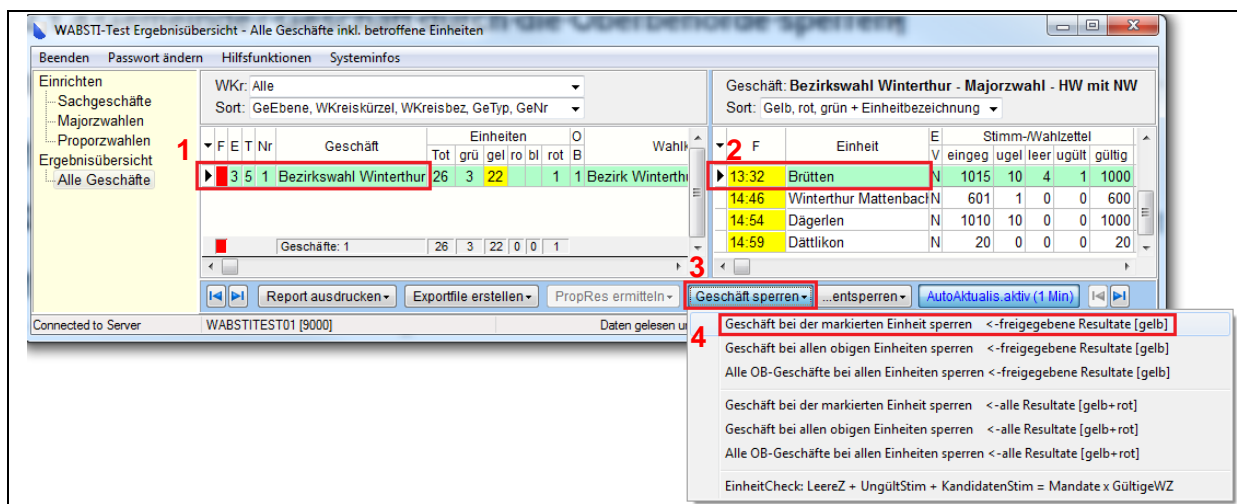 WABSTI-Test Ergebnisübersicht - Alle Geschäfte inkl. betroffene Einheiten
Beenden Passwort ändern Hilfsfunktionen Systeminfos
Einrichten
Sachgeschäfte
Majorzwahlen
Proporzwahlen
Ergebnisübersicht
Alle Geschäfte
WKr: Alle
Sort: GeEbene, WKreiskürzel, WKreisbez, GeTyp, GeNr
1
F E T Nr Geschäft Einheiten O Wahlk
Tot grü gel ro bl rot B
3 5 1 Bezirkswahl Winterthur 26 3 22 1 1 Bezirk Winterth
Geschäfte: 1 26 3 22 0 0 1
Geschäft: Bezirkswahl Winterthur - Majorzwahl - HW mit NW
Sort: Gelb, rot, grün + Einheitbezeichnung
2
F Einheit E Stimm-/Wahlzettel
V eingeg ugel leer ugült gültig
13:32 Brütten N 1015 10 4 1 1000
14:46 Winterthur Mattenbach N 601 1 0 0 600
14:54 Dägerlen N 1010 10 0 0 1000
14:59 Dättlikon N 20 0 0 0 20
3
Report ausdrucken Exportfile erstellen PropRes ermitteln Geschäft sperren ...entsperren AutoAktualis.aktiv (1 Min)
Connected to Server WABSTITEST01 [9000] Daten gelesen u
4
Geschäft bei der markierten Einheit sperren <-freigegebene Resultate [gelb]
Geschäft bei allen obigen Einheiten sperren <-freigegebene Resultate [gelb]
Alle OB-Geschäfte bei allen Einheiten sperren <-freigegebene Resultate [gelb]
Geschäft bei der markierten Einheit sperren <-alle Resultate [gelb+rot]
Geschäft bei allen obigen Einheiten sperren <-alle Resultate [gelb+rot]
Alle OB-Geschäfte bei allen Einheiten sperren <-alle Resultate [gelb+rot]
EinheitCheck: LeereZ + UngültStim + KandidatenStim = Mandate x GültigeWZ